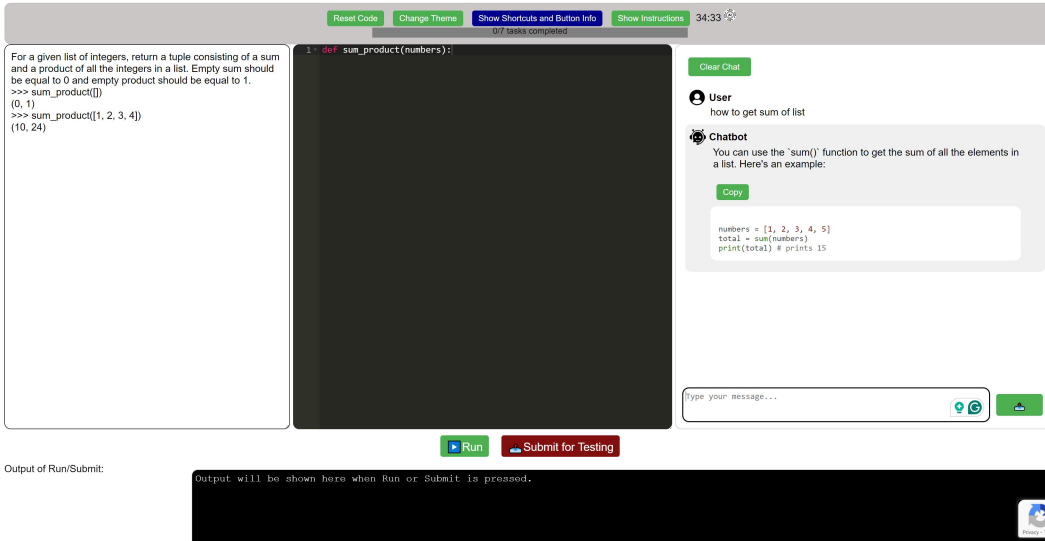 Reset Code Change Theme Show Shortcuts and Button Info Show Instructions 34:33
0/7 tasks completed
For a given list of integers, return a tuple consisting of a sum
and a product of all the integers in a list. Empty sum should
be equal to 0 and empty product should be equal to 1.
>>> sum_product([])
(0, 1)
>>> sum_product([1, 2, 3, 4])
(10, 24)
1 def sum_product(numbers):
Clear Chat
User
how to get sum of list
Chatbot
You can use the `sum()` function to get the sum of all the elements in
a list. Here's an example:
Copy
numbers = [1, 2, 3, 4, 5]
total = sum(numbers)
print(total) # prints 15
Type your message...
Run Submit for Testing
Output of Run/Submit:
Output will be shown here when Run or Submit is pressed.
Privacy -